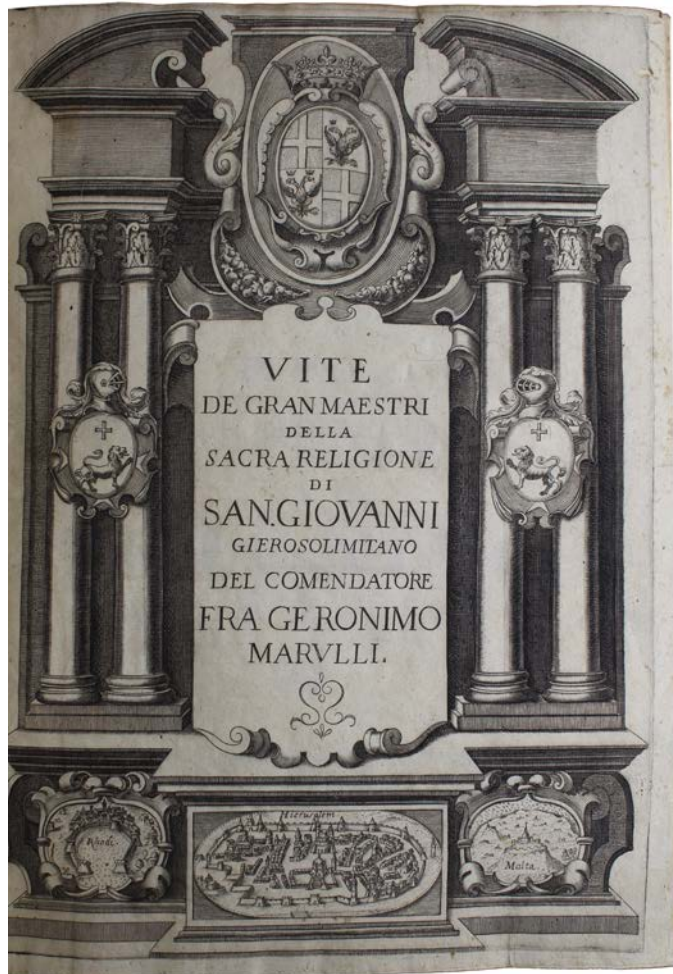 VITE
DE GRAN MAESTRI
DELLA
SACRA RELIGIONE
DI
SAN.GIOVANNI
GIEROSOLIMITANO
DEL COMENDATORE
FRA GERONIMO
MARVLLI.
Hierusalem
Rhodi
Malta